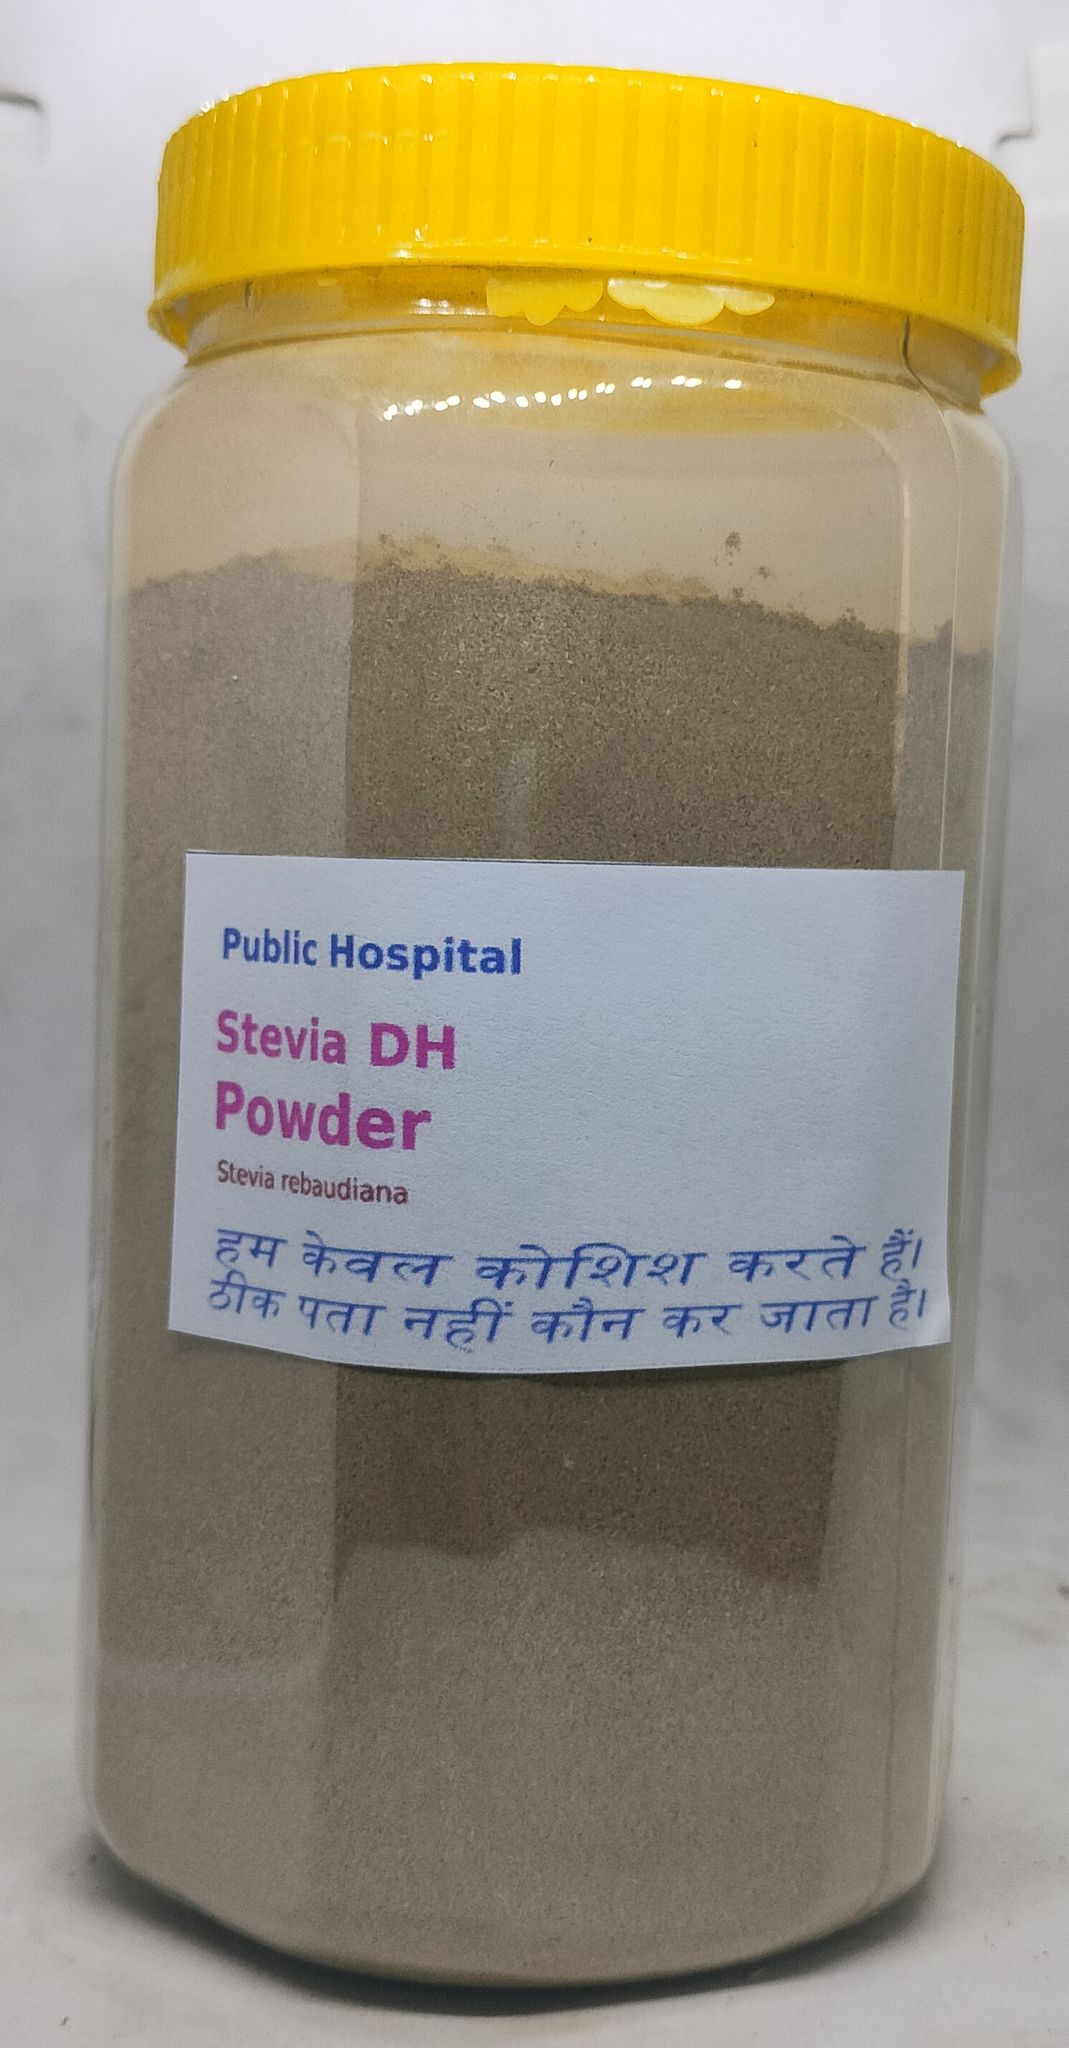 Public Hospital
Stevia DH
Powder
Stevia rebaudiana
हम केवल कोशिश करते हैं।
ठीक पता नहीं कौन कर जाता है।